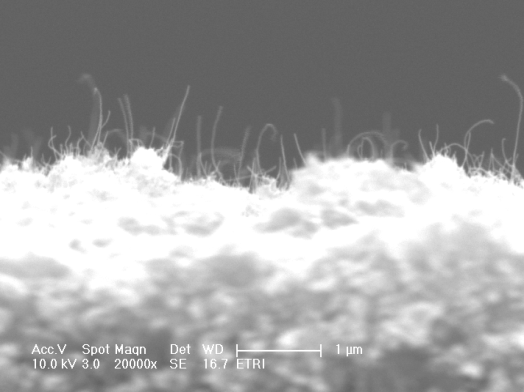 Acc.V Spot Magn Det WD 1 µm
10.0 kV 3.0 20000x SE 16.7 ETRI